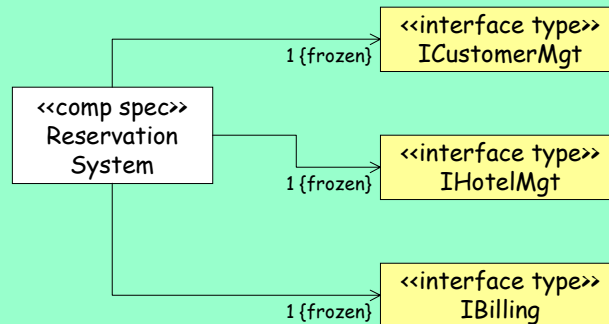 <<interface type>>
ICustomerMgt
1 {frozen}
<<comp spec>>
Reservation
System
<<interface type>>
IHotelMgt
1 {frozen}
<<interface type>>
IBilling
1 {frozen}